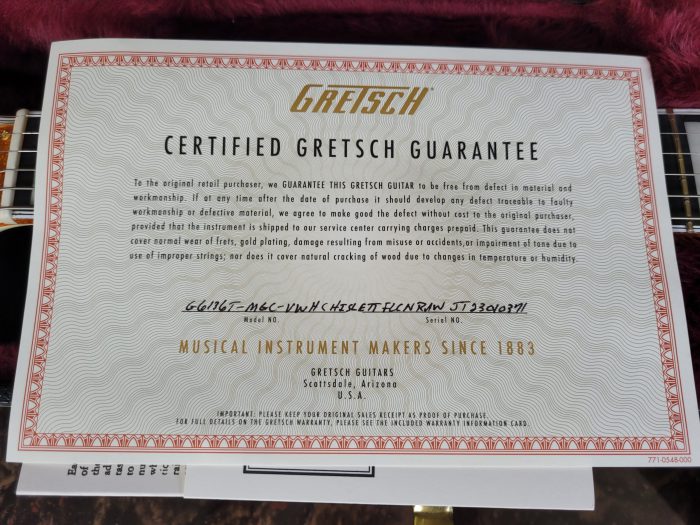 GRETSCH
CERTIFIED GRETSCH GUARANTEE
To the original retail purchaser, we GUARANTEE THIS GRETSCH GUITAR to be free from defect in material and
workmanship. If at any time after the date of purchase it should develop any defect traceable to faulty
workmanship or defective material, we agree to make good the defect without cost to the original purchaser,
provided that the instrument is shipped to our service center carrying charges prepaid. This guarantee does not
cover normal wear of frets, gold plating, damage resulting from misuse or accidents,or impairment of tone due to
use of improper strings; nor does it cover natural cracking of wood due to changes in temperature or humidity.
G6136T-MGC-VWH CHISLETT FLCN RAW JT23010371
Model NO. Serial NO.
MUSICAL INSTRUMENT MAKERS SINCE 1883
GRETSCH GUITARS
Scottsdale, Arizona
U.S.A.
IMPORTANT: PLEASE KEEP YOUR ORIGINAL SALES RECEIPT AS PROOF OF PURCHASE.
FOR FULL DETAILS ON THE GRETSCH WARRANTY, PLEASE SEE THE INCLUDED WARRANTY INFORMATION CARD.
771-0548-000
of the